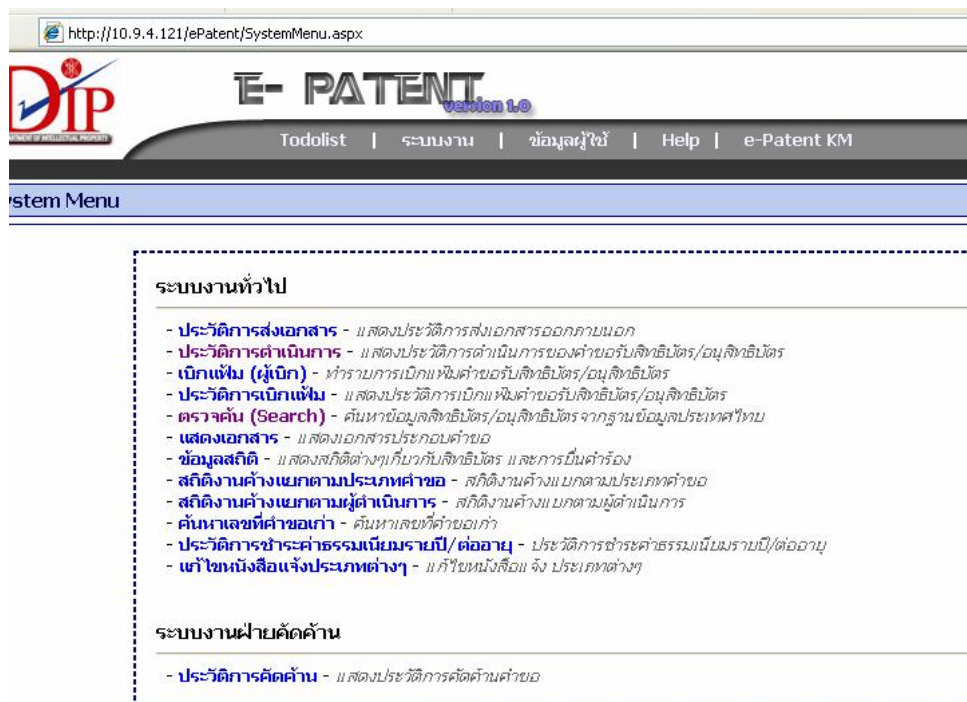 http://10.9.4.121/ePatent/SystemMenu.aspx
DIP
DEPARTMENT OF INTELLECTUAL PROPERTY
E- PATENT
version 1.0
Todolist | ระบบงาน | ข้อมูลผู้ใช้ | Help | e-Patent KM
ystem Menu
ระบบงานทั่วไป
- ประวัติการส่งเอกสาร - แสดงประวัติการส่งเอกสารออกภายนอก
- ประวัติการดำเนินการ - แสดงประวัติการดำเนินการของคำขอรับสิทธิบัตร/อนุสิทธิบัตร
- เบิกแฟ้ม (ผู้เบิก) - ทำรายการเบิกแฟ้มคำขอรับสิทธิบัตร/อนุสิทธิบัตร
- ประวัติการเบิกแฟ้ม - แสดงประวัติการเบิกแฟ้มคำขอรับสิทธิบัตร/อนุสิทธิบัตร
- ตรวจค้น (Search) - ค้นหาข้อมูลสิทธิบัตร/อนุสิทธิบัตรจากฐานข้อมูลประเทศไทย
- แสดงเอกสาร - แสดงเอกสารประกอบคำขอ
- ข้อมูลสถิติ - แสดงสถิติต่างๆเกี่ยวกับสิทธิบัตร และการยื่นคำร้อง
- สถิติงานค้างแยกตามประเภทคำขอ - สถิติงานค้างแยกตามประเภทคำขอ
- สถิติงานค้างแยกตามผู้ดำเนินการ - สถิติงานค้างแยกตามผู้ดำเนินการ
- ค้นหาเลขที่คำขอเก่า - ค้นหาเลขที่คำขอเก่า
- ประวัติการชำระค่าธรรมเนียมรายปี/ต่ออายุ - ประวัติการชำระค่าธรรมเนียมรายปี/ต่ออายุ
- แก้ไขหนังสือแจ้งประเภทต่างๆ - แก้ไขหนังสือแจ้ง ประเภทต่างๆ
ระบบงานฝ่ายคัดค้าน
- ประวัติการคัดค้าน - แสดงประวัติการคัดค้านคำขอ